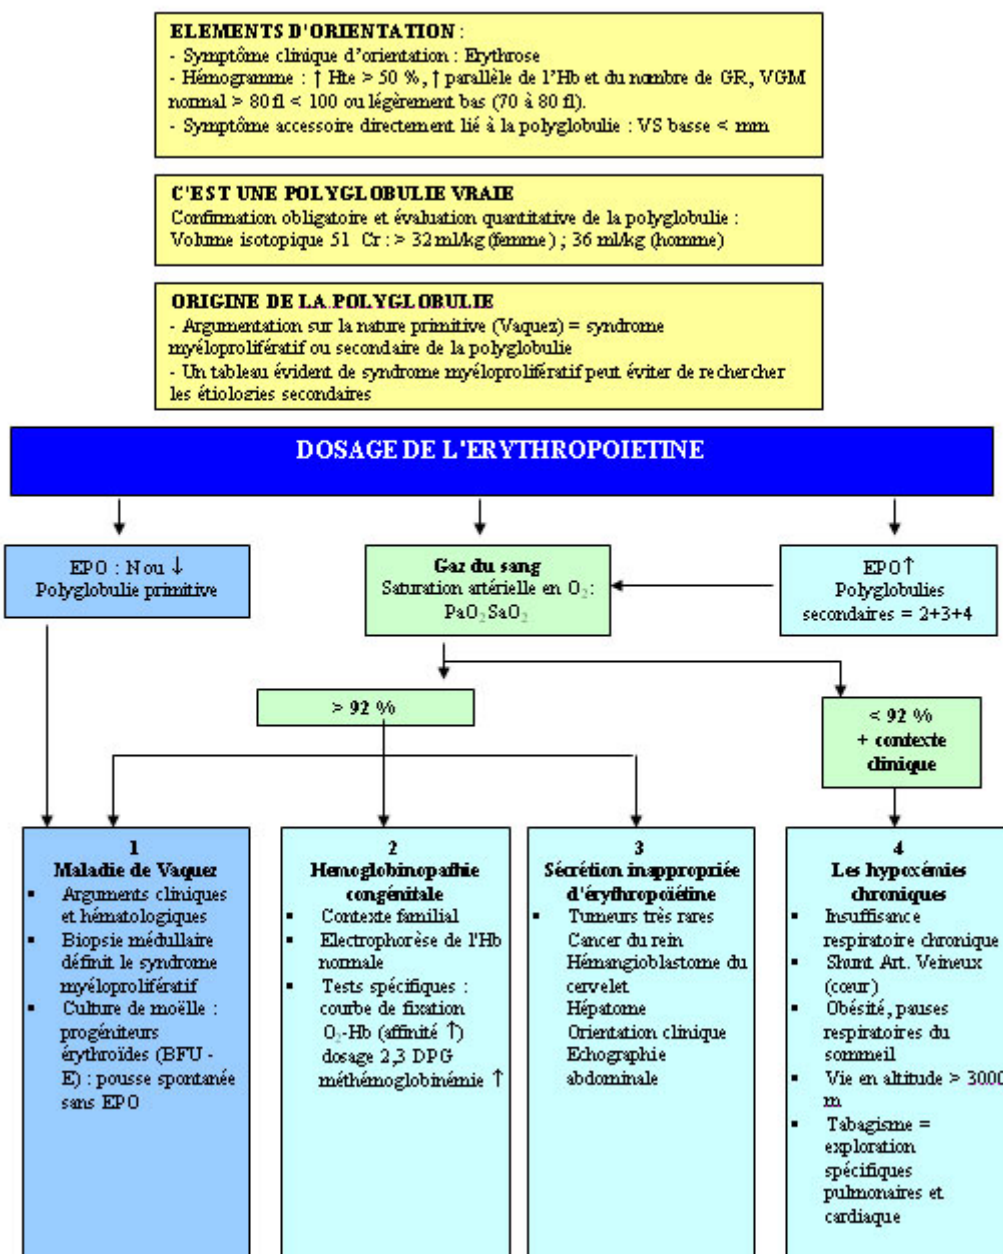 ELEMENTS D'ORIENTATION :
- Symptôme clinique d'orientation : Erythrose
- Hémogramme : ↑ Hte > 50 %, ↑ parallèle de l'Hb et du nombre de GR, VGM
normal > 80 fl < 100 ou légèrement bas (70 à 80 fl).
- Symptôme accessoire directement lié à la polyglobulie : VS basse < mm
C'EST UNE POLYGLOBULIE VRAIE
Confirmation obligatoire et évaluation quantitative de la polyglobulie :
Volume isotopique 51 Cr : > 32 ml/kg (femme) ; 36 ml/kg (homme)
ORIGINE DE LA POLYGLOBULIE
- Argumentation sur la nature primitive (Vaquez) = syndrome
myéloprolifératif ou secondaire de la polyglobulie
- Un tableau évident de syndrome myéloprolifératif peut éviter de rechercher
les étiologies secondaires
DOSAGE DE L'ERYTHROPOIETINE
EPO : N ou ↓
Polyglobulie primitive
Gaz du sang
Saturation artérielle en O₂:
PaO₂SaO₂
EPO↑
Polyglobulies
secondaires = 2+3+4
> 92 %
< 92 %
+ contexte
clinique
1
Maladie de Vaquez
▪ Arguments cliniques
et hématologiques
▪ Biopsie médullaire
définit le syndrome
myéloprolifératif
▪ Culture de moëlle :
progéniteurs
érythroïdes (BFU -
E) : pousse spontanée
sans EPO
2
Hemoglobinopathie
congénitale
▪ Contexte familial
▪ Electrophorèse de l'Hb
normale
▪ Tests spécifiques :
courbe de fixation
O₂-Hb (affinité ↑)
dosage 2,3 DPG
méthémoglobinémie ↑
3
Sécrétion inappropriée
d'érythropoïétine
▪ Tumeurs très rares
Cancer du rein
Hémangioblastome du
cervelet
Hépatome
Orientation clinique
Echographie
abdominale
4
Les hypoxémies
chroniques
▪ Insuffisance
respiratoire chronique
▪ Shunt Art. Veineux
(cœur)
▪ Obésité, pauses
respiratoires du
sommeil
▪ Vie en altitude > 3000
m
▪ Tabagisme =
exploration
spécifiques
pulmonaires et
cardiaque